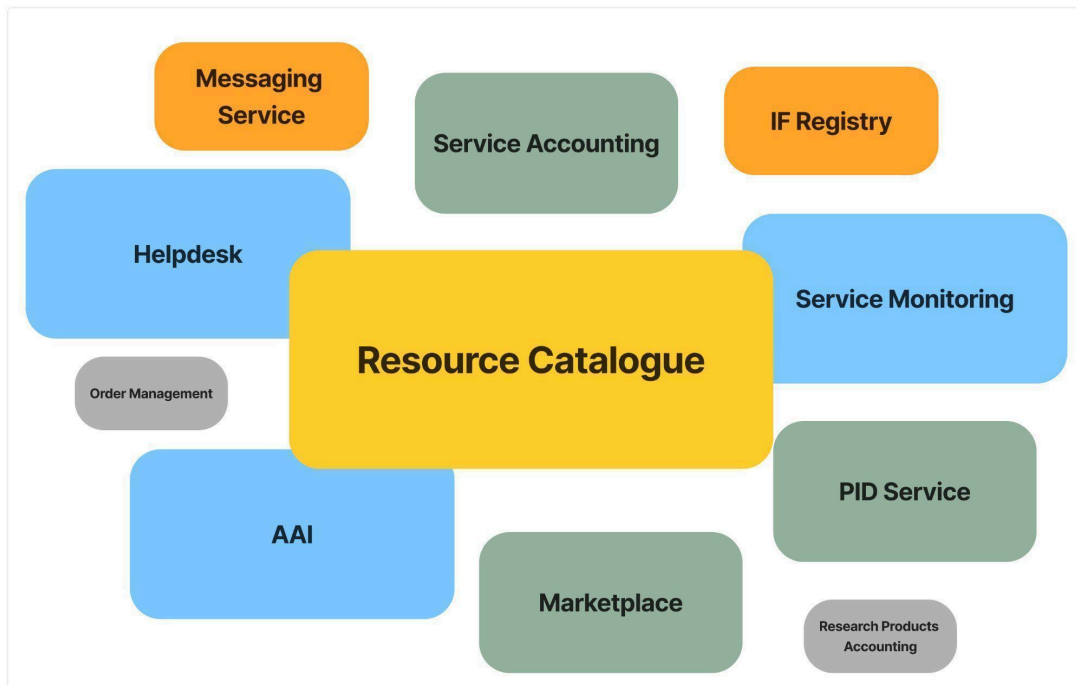 Messaging
Service
Service Accounting
IF Registry
Helpdesk
Service Monitoring
Resource Catalogue
Order Management
PID Service
AAI
Marketplace
Research Products
Accounting